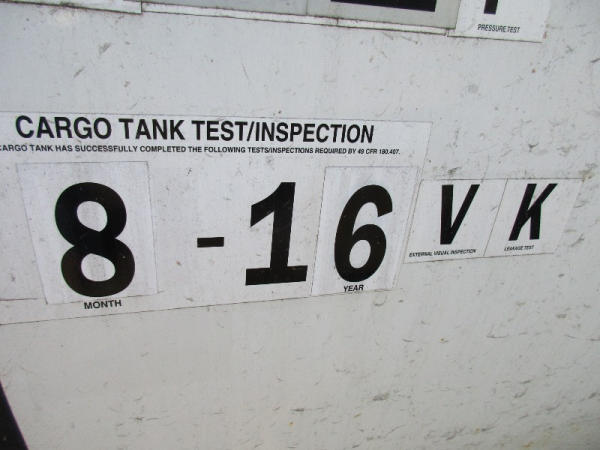 PRESSURE TEST
CARGO TANK TEST/INSPECTION
CARGO TANK HAS SUCCESSFULLY COMPLETED THE FOLLOWING TESTS/INSPECTIONS REQUIRED BY 49 CFR 180.407.
8 - 16 V K
EXTERNAL VISUAL INSPECTION LEAKAGE TEST
MONTH YEAR